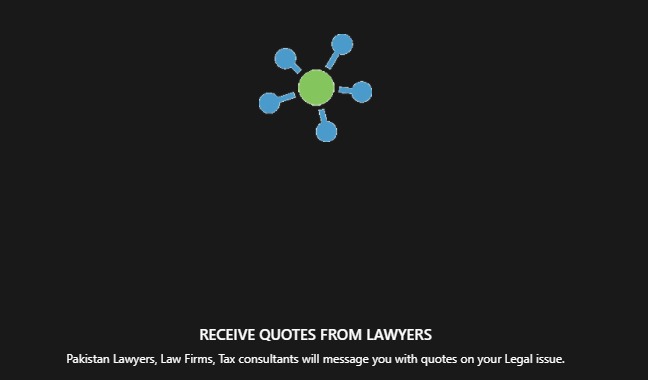 RECEIVE QUOTES FROM LAWYERS
Pakistan Lawyers, Law Firms, Tax consultants will message you with quotes on your Legal issue.